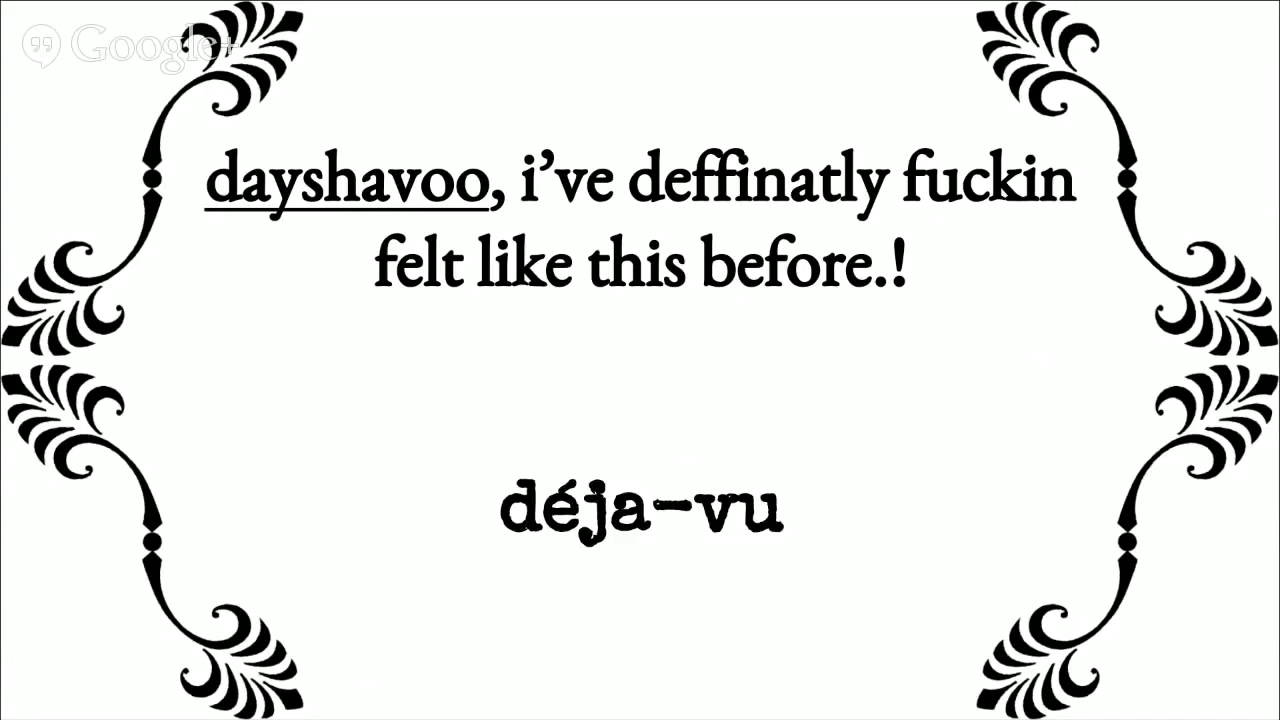 Google+
dayshavoo, i’ve deffinatly fuckin
felt like this before.!
déja-vu